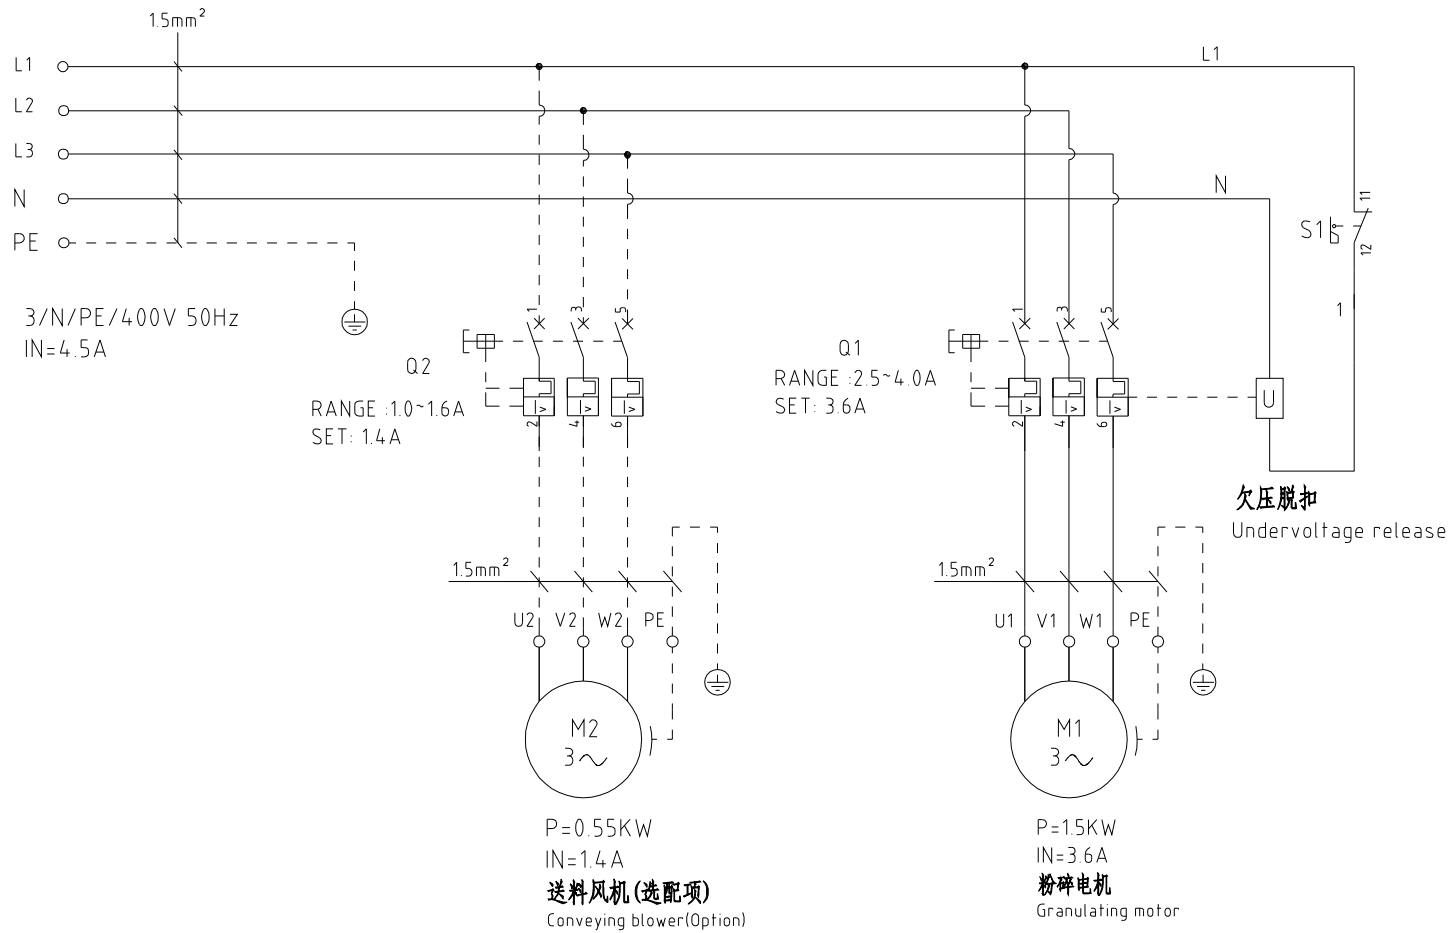 1.5mm²
L1
L1
L2
L3
N
N
PE
11
S1
12
3/N/PE/400V 50Hz
IN=4.5A
1
1 3 5
1 3 5
Q2
RANGE :1.0~1.6A
SET: 1.4A
I> I> I>
2 4 6
Q1
RANGE :2.5~4.0A
SET: 3.6A
I> I> I>
2 4 6
U
欠压脱扣
Undervoltage release
1.5mm²
U2 V2 W2 PE
1.5mm²
U1 V1 W1 PE
M2
3~
M1
3~
P=0.55KW
IN=1.4A
送料风机(选配项)
Conveying blower(Option)
P=1.5KW
IN=3.6A
粉碎电机
Granulating motor